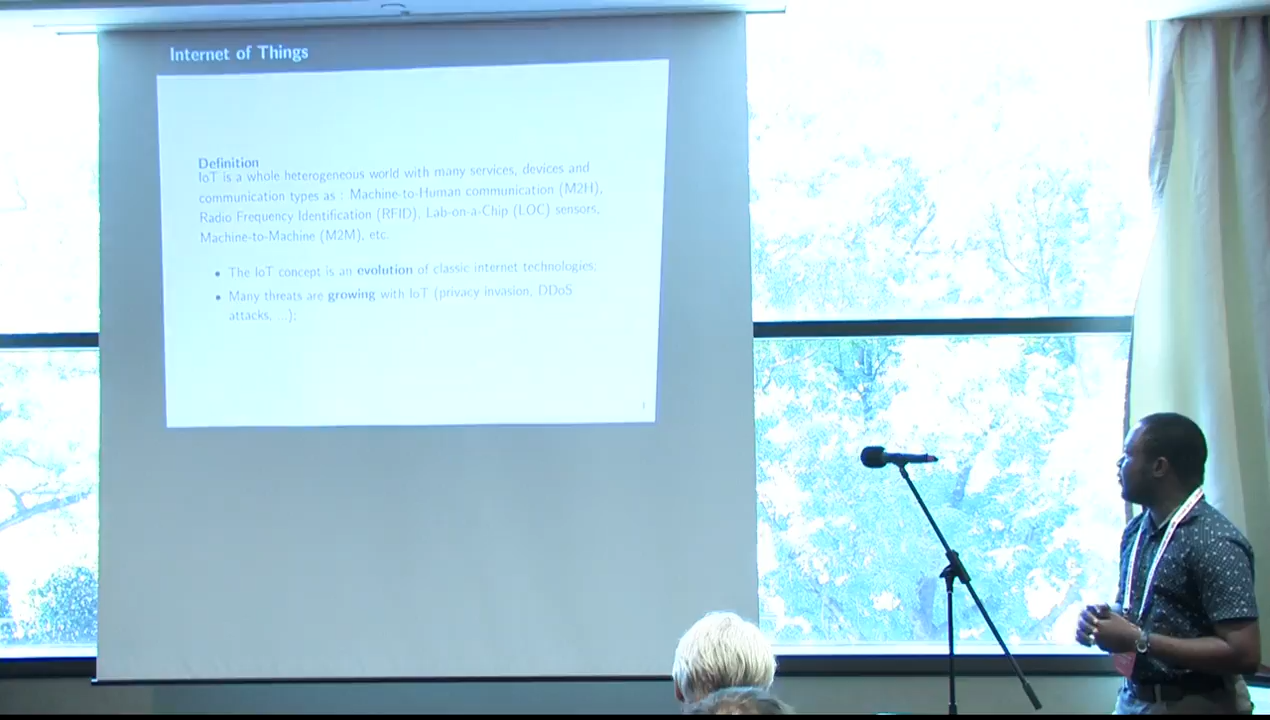 Internet of Things
Definition
IoT is a whole heterogeneous world with many services, devices and
communication types as : Machine-to-Human communication (M2H),
Radio Frequency Identification (RFID), Lab-on-a-Chip (LOC) sensors,
Machine-to-Machine (M2M), etc.
• The IoT concept is an evolution of classic internet technologies;
• Many threats are growing with IoT (privacy invasion, DDoS
attacks, ...);